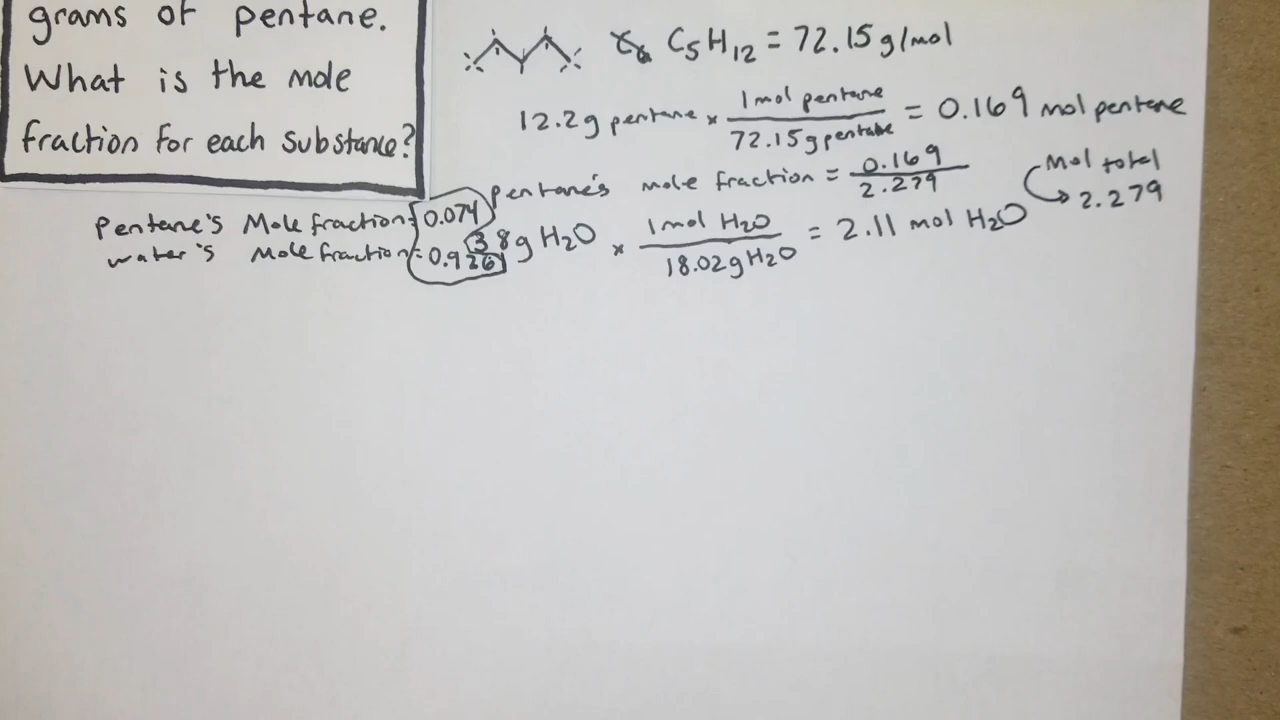 grams of pentane.
What is the mole
fraction for each substance?
C₅H₁₂ = 72.15 g/mol
12.2g pentane × 1 mol pentane / 72.15 g pentane = 0.169 mol pentane
pentane's mole fraction = 0.169 / 2.279
Mol total
2.279
38g H₂O × 1 mol H₂O / 18.02g H₂O = 2.11 mol H₂O
Pentane's Mole fraction = 0.074
water's Mole fraction = 0.926